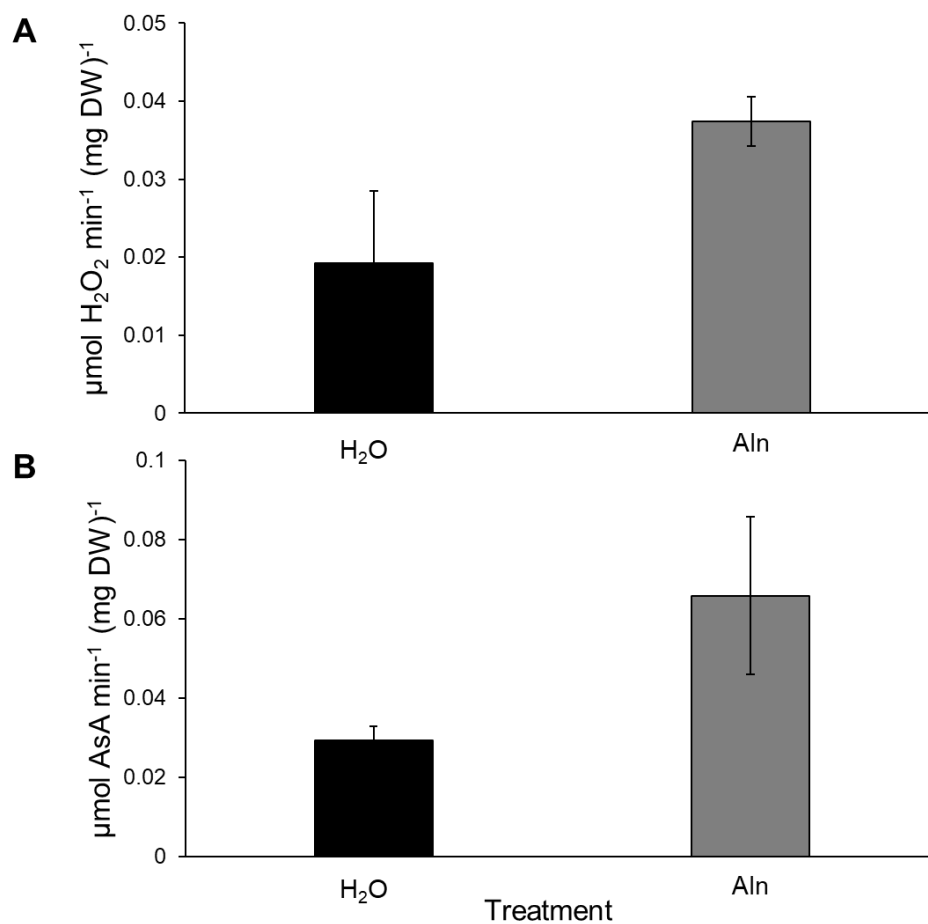 A
µmol H₂O₂ min⁻¹ (mg DW)⁻¹
0.05
0.04
0.03
0.02
0.01
0
H₂O
Aln
B
µmol AsA min⁻¹ (mg DW)⁻¹
0.1
0.08
0.06
0.04
0.02
0
H₂O
Aln
Treatment